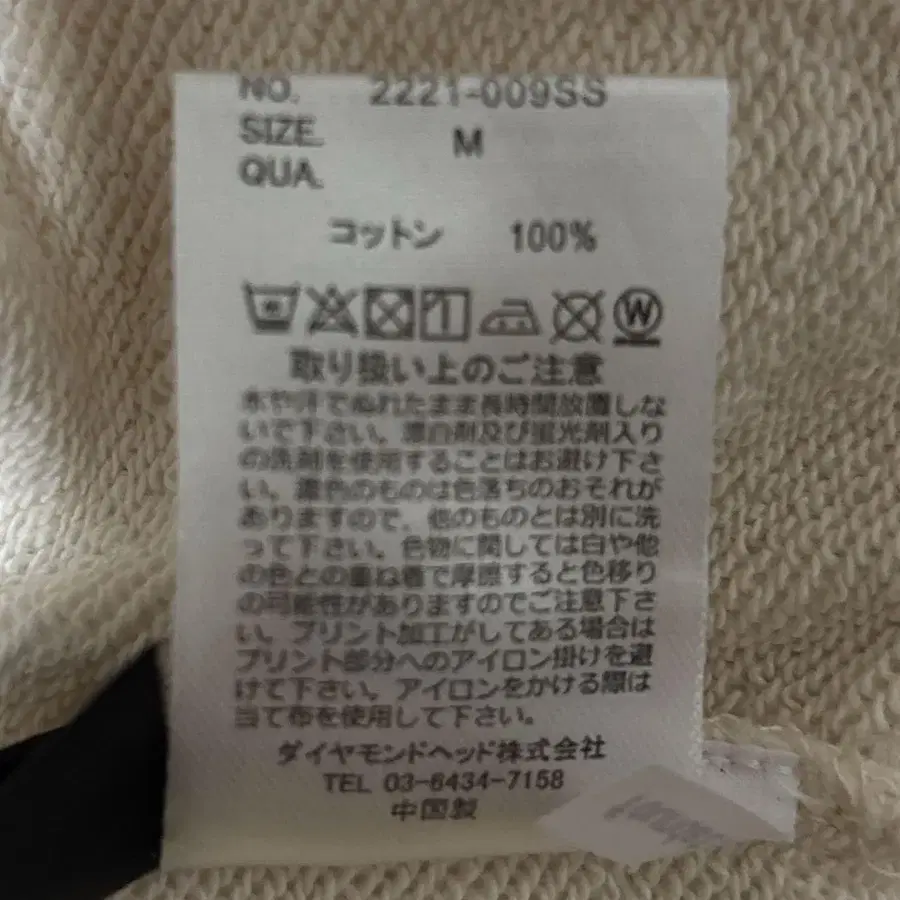 NO. 2221-009SS
SIZE. M
QUA.
コットン 100%
W
取り扱い上のご注意
水や汗でぬれたまま長時間放置しな
いで下さい。漂白剤及び蛍光剤入り
の洗剤を使用することはお避け下さ
い。濃色のものは色落ちのおそれが
ありますので、他のものとは別に洗
って下さい。色物に関しては白や他
の色との重ね着で摩擦すると色移り
の可能性がありますのでご注意下さ
い。プリント加工がしてある場合は
プリント部分へのアイロン掛けを避
けて下さい。アイロンをかける際は
当て布を使用して下さい。
ダイヤモンドヘッド株式会社
TEL 03-6434-7158
中国製